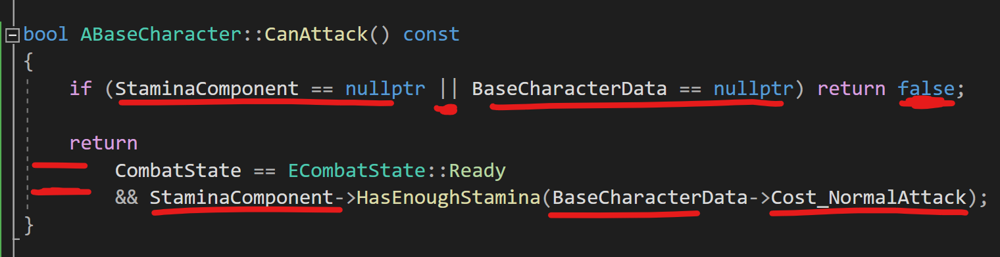 bool ABaseCharacter::CanAttack() const
{
if (StaminaComponent == nullptr || BaseCharacterData == nullptr) return false;
return
CombatState == ECombatState::Ready
&& StaminaComponent->HasEnoughStamina(BaseCharacterData->Cost_NormalAttack);
}